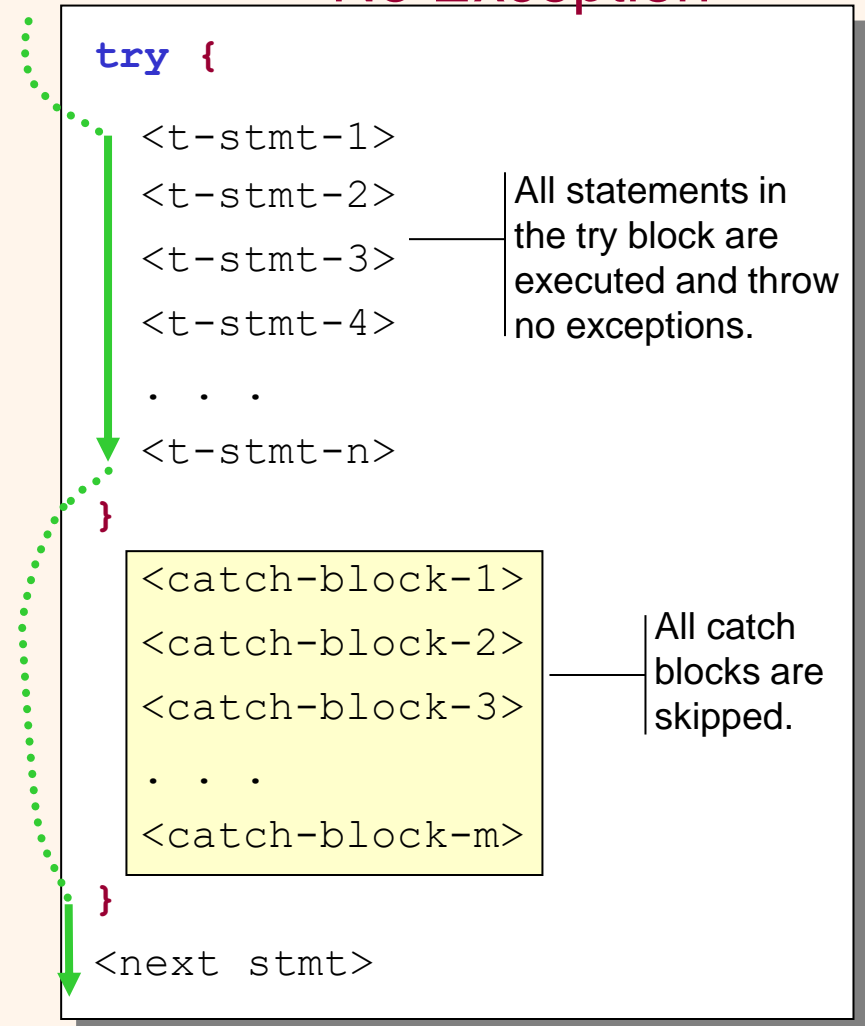 No Exception
try {
<t-stmt-1>
<t-stmt-2>
<t-stmt-3>
<t-stmt-4>
. . .
<t-stmt-n>
All statements in
the try block are
executed and throw
no exceptions.
}
<catch-block-1>
<catch-block-2>
<catch-block-3>
. . .
<catch-block-m>
All catch
blocks are
skipped.
}
<next stmt>